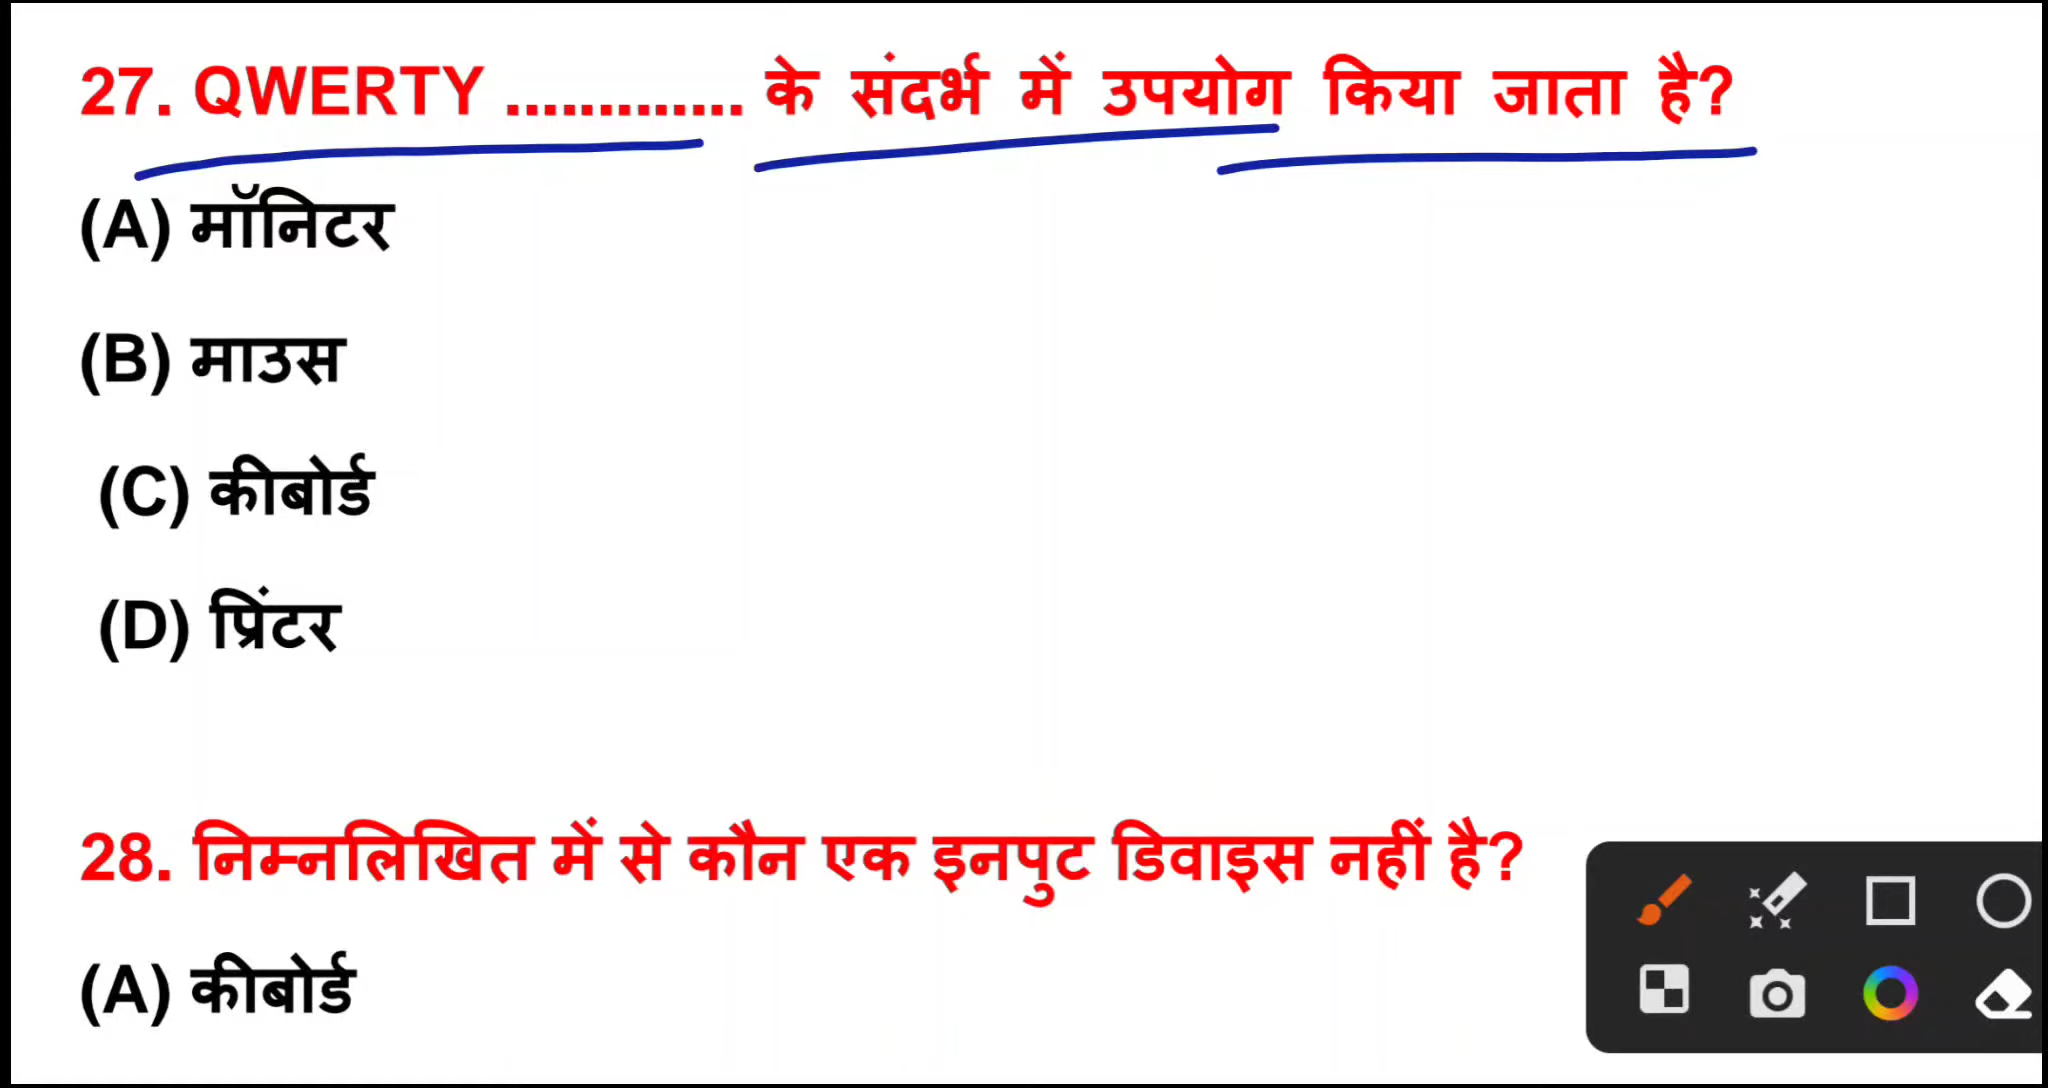 27. QWERTY ............. के संदर्भ में उपयोग किया जाता है?
(A) मॉनिटर
(B) माउस
(C) कीबोर्ड
(D) प्रिंटर
28. निम्नलिखित में से कौन एक इनपुट डिवाइस नहीं है?
(A) कीबोर्ड